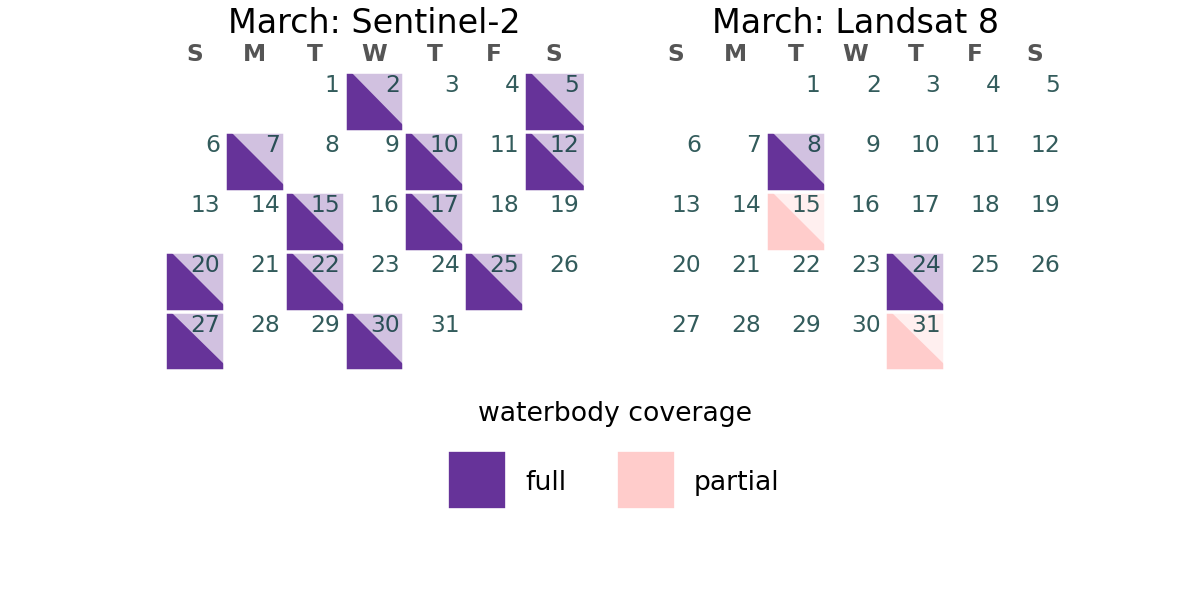 March: Sentinel-2
S M T W T F S
1 2 3 4 5
6 7 8 9 10 11 12
13 14 15 16 17 18 19
20 21 22 23 24 25 26
27 28 29 30 31
March: Landsat 8
S M T W T F S
1 2 3 4 5
6 7 8 9 10 11 12
13 14 15 16 17 18 19
20 21 22 23 24 25 26
27 28 29 30 31
waterbody coverage
full
partial